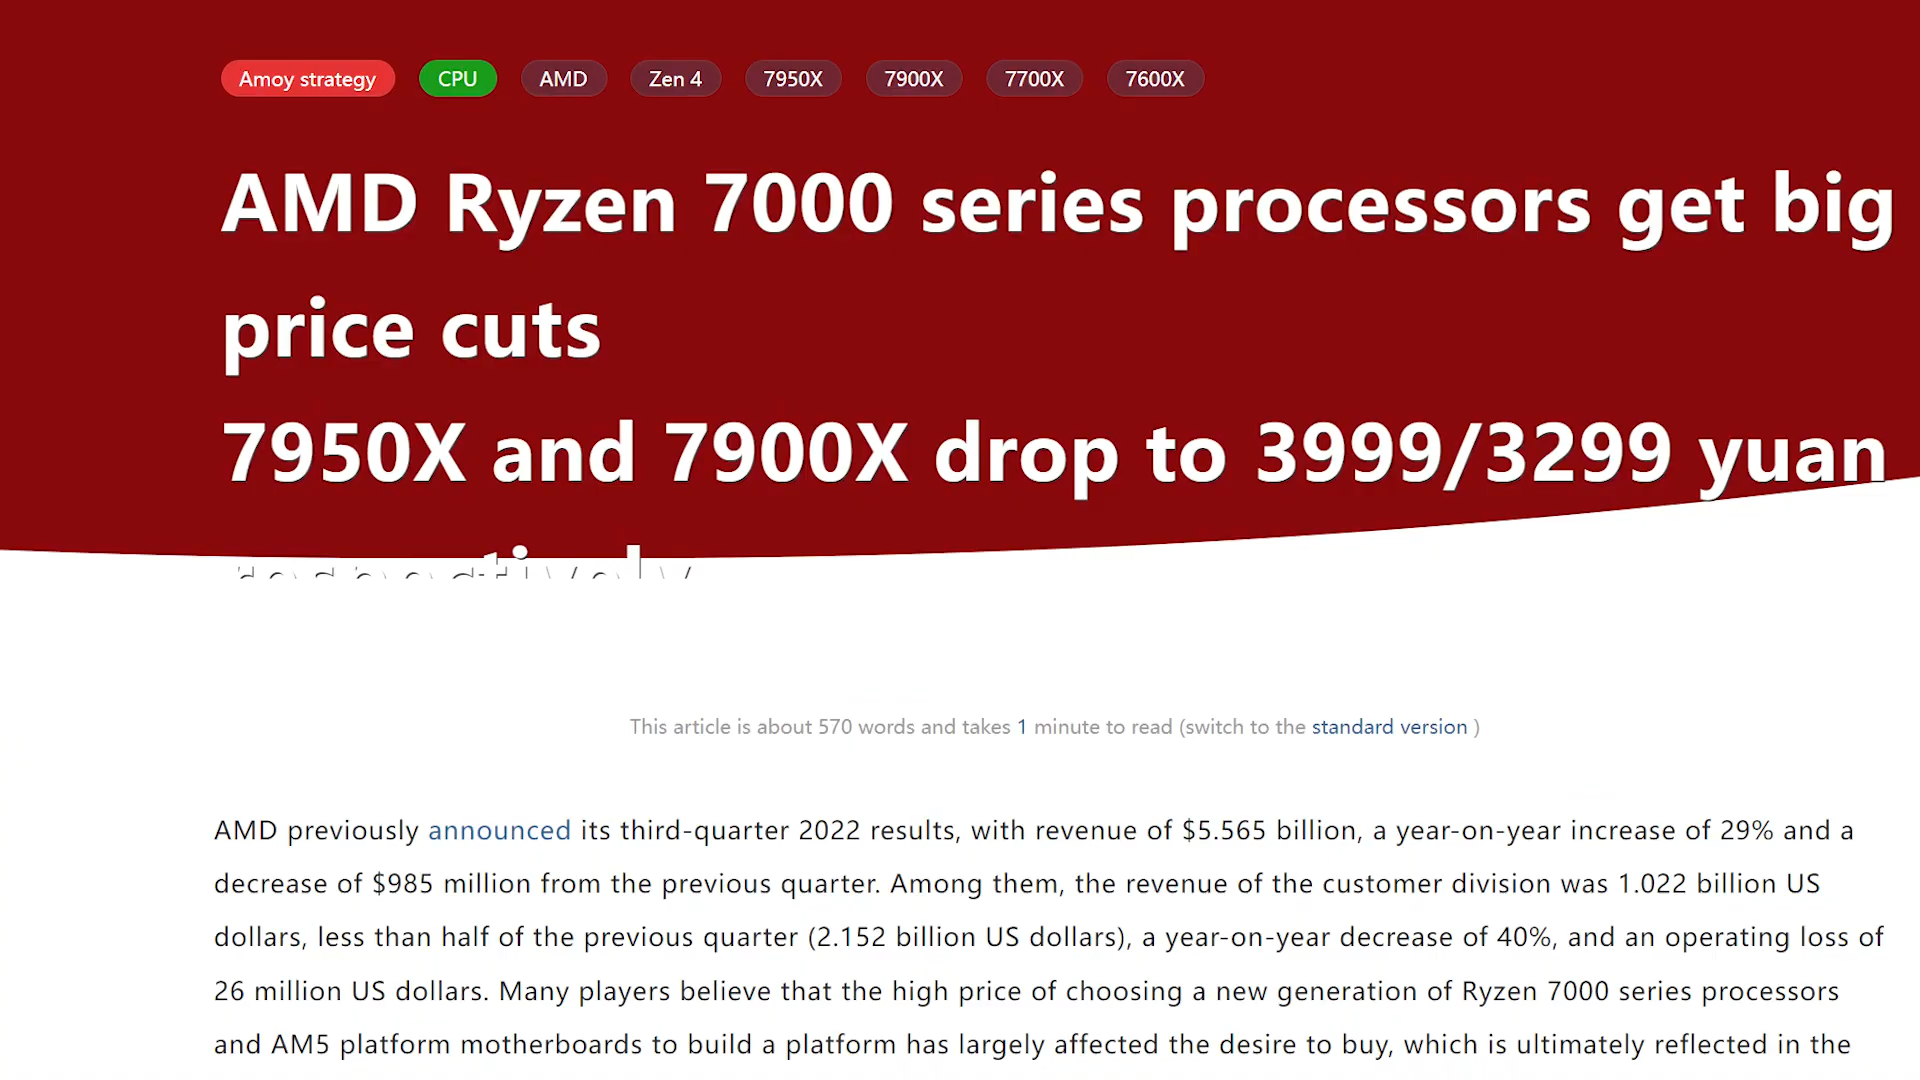 Amoy strategy CPU AMD Zen 4 7950X 7900X 7700X 7600X
AMD Ryzen 7000 series processors get big
price cuts
7950X and 7900X drop to 3999/3299 yuan
respectively
This article is about 570 words and takes 1 minute to read (switch to the standard version )
AMD previously announced its third-quarter 2022 results, with revenue of $5.565 billion, a year-on-year increase of 29% and a
decrease of $985 million from the previous quarter. Among them, the revenue of the customer division was 1.022 billion US
dollars, less than half of the previous quarter (2.152 billion US dollars), a year-on-year decrease of 40%, and an operating loss of
26 million US dollars. Many players believe that the high price of choosing a new generation of Ryzen 7000 series processors
and AM5 platform motherboards to build a platform has largely affected the desire to buy, which is ultimately reflected in the